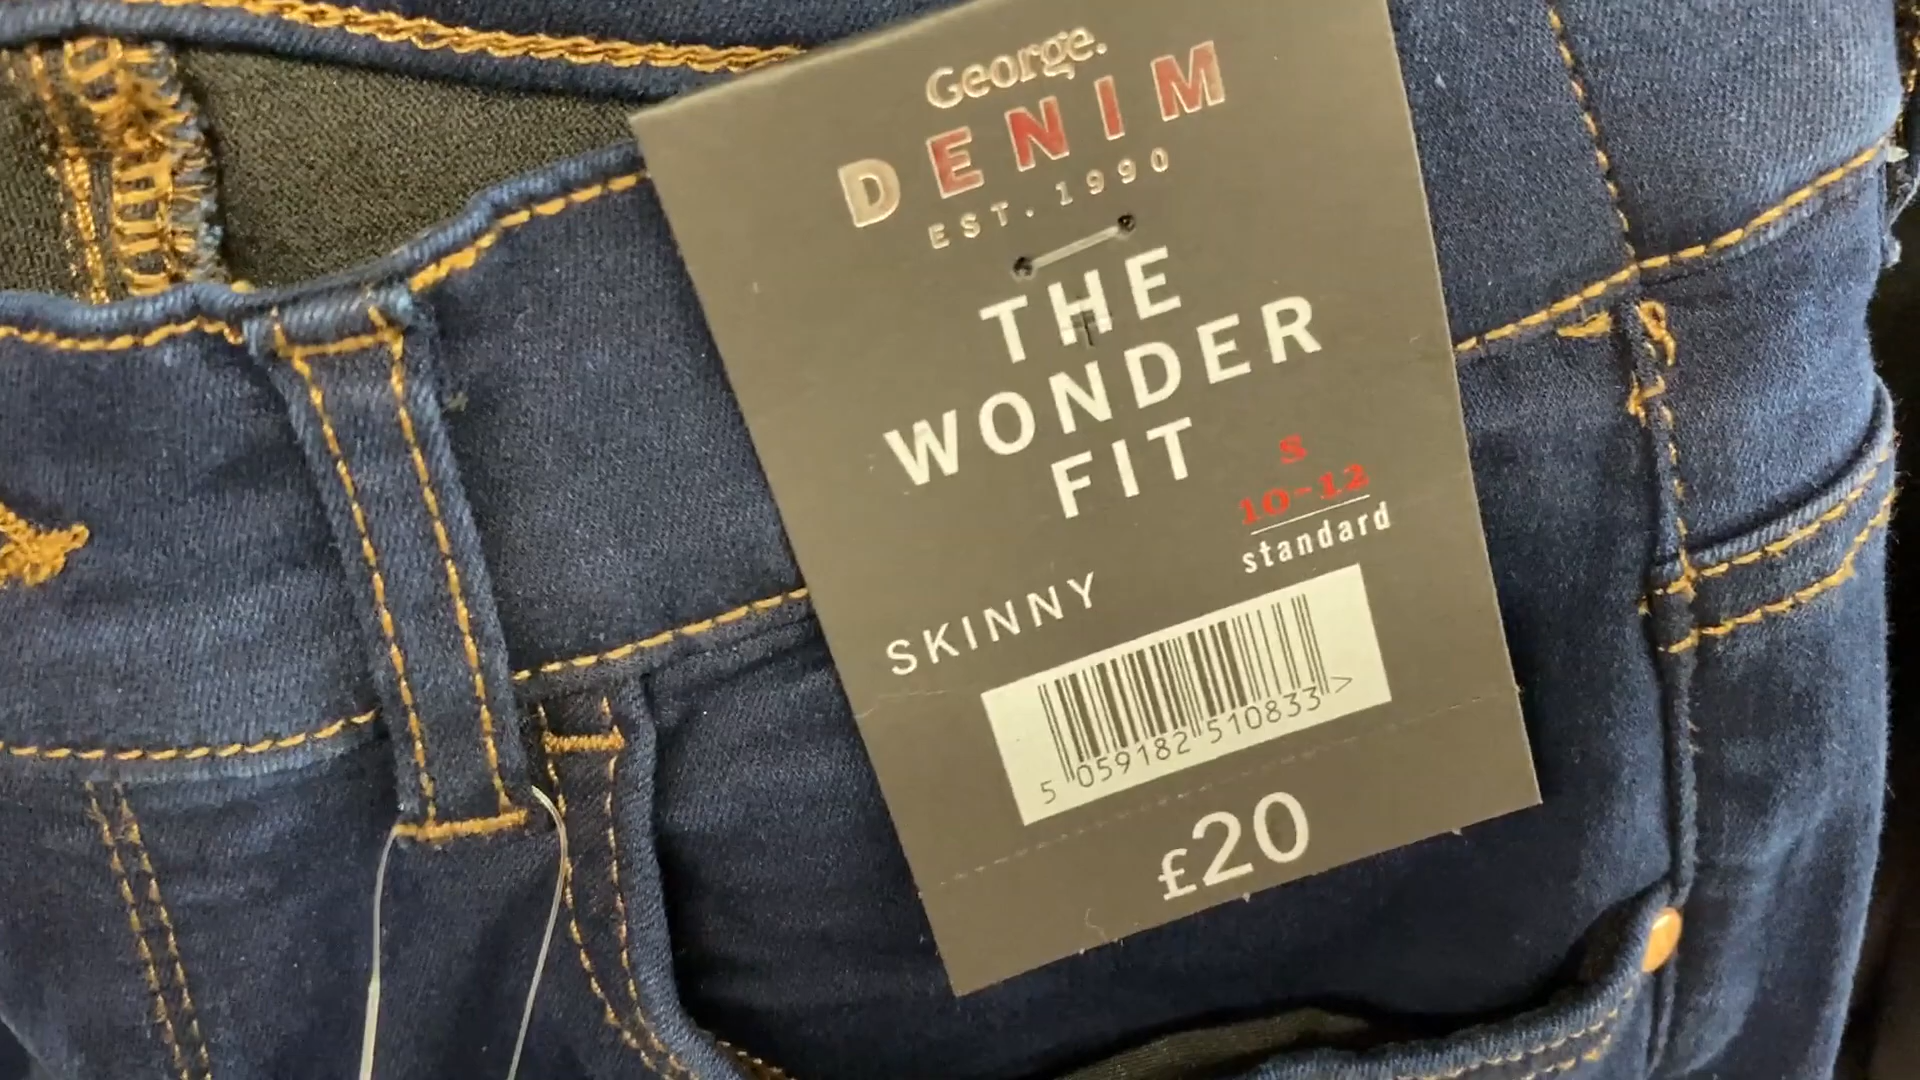 George.
DENIM
EST. 1990
THE
WONDER
FIT
S
10-12
standard
SKINNY
5 059182 510833 >
£20